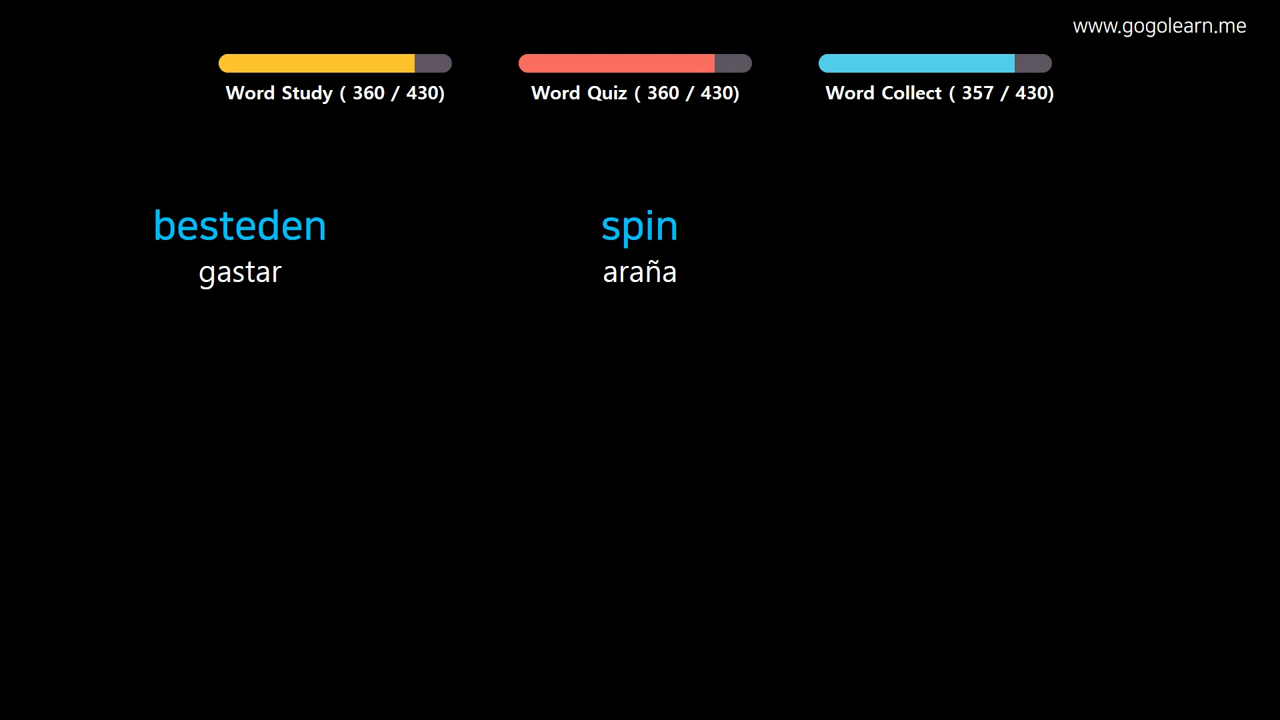 www.gogolearn.me
Word Study ( 360 / 430)
Word Quiz ( 360 / 430)
Word Collect ( 357 / 430)
besteden
gastar
spin
araña